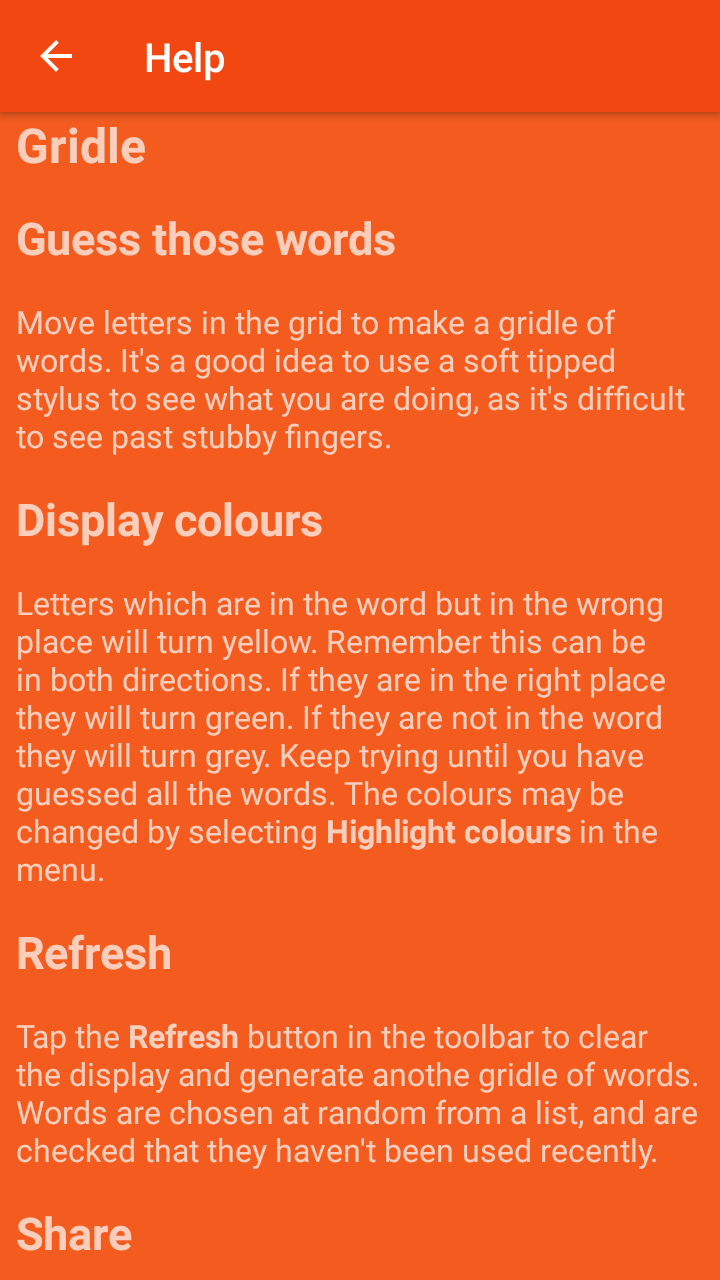 Help
Gridle
Guess those words
Move letters in the grid to make a gridle of
words. It's a good idea to use a soft tipped
stylus to see what you are doing, as it's difficult
to see past stubby fingers.
Display colours
Letters which are in the word but in the wrong
place will turn yellow. Remember this can be
in both directions. If they are in the right place
they will turn green. If they are not in the word
they will turn grey. Keep trying until you have
guessed all the words. The colours may be
changed by selecting Highlight colours in the
menu.
Refresh
Tap the Refresh button in the toolbar to clear
the display and generate anothe gridle of words.
Words are chosen at random from a list, and are
checked that they haven't been used recently.
Share